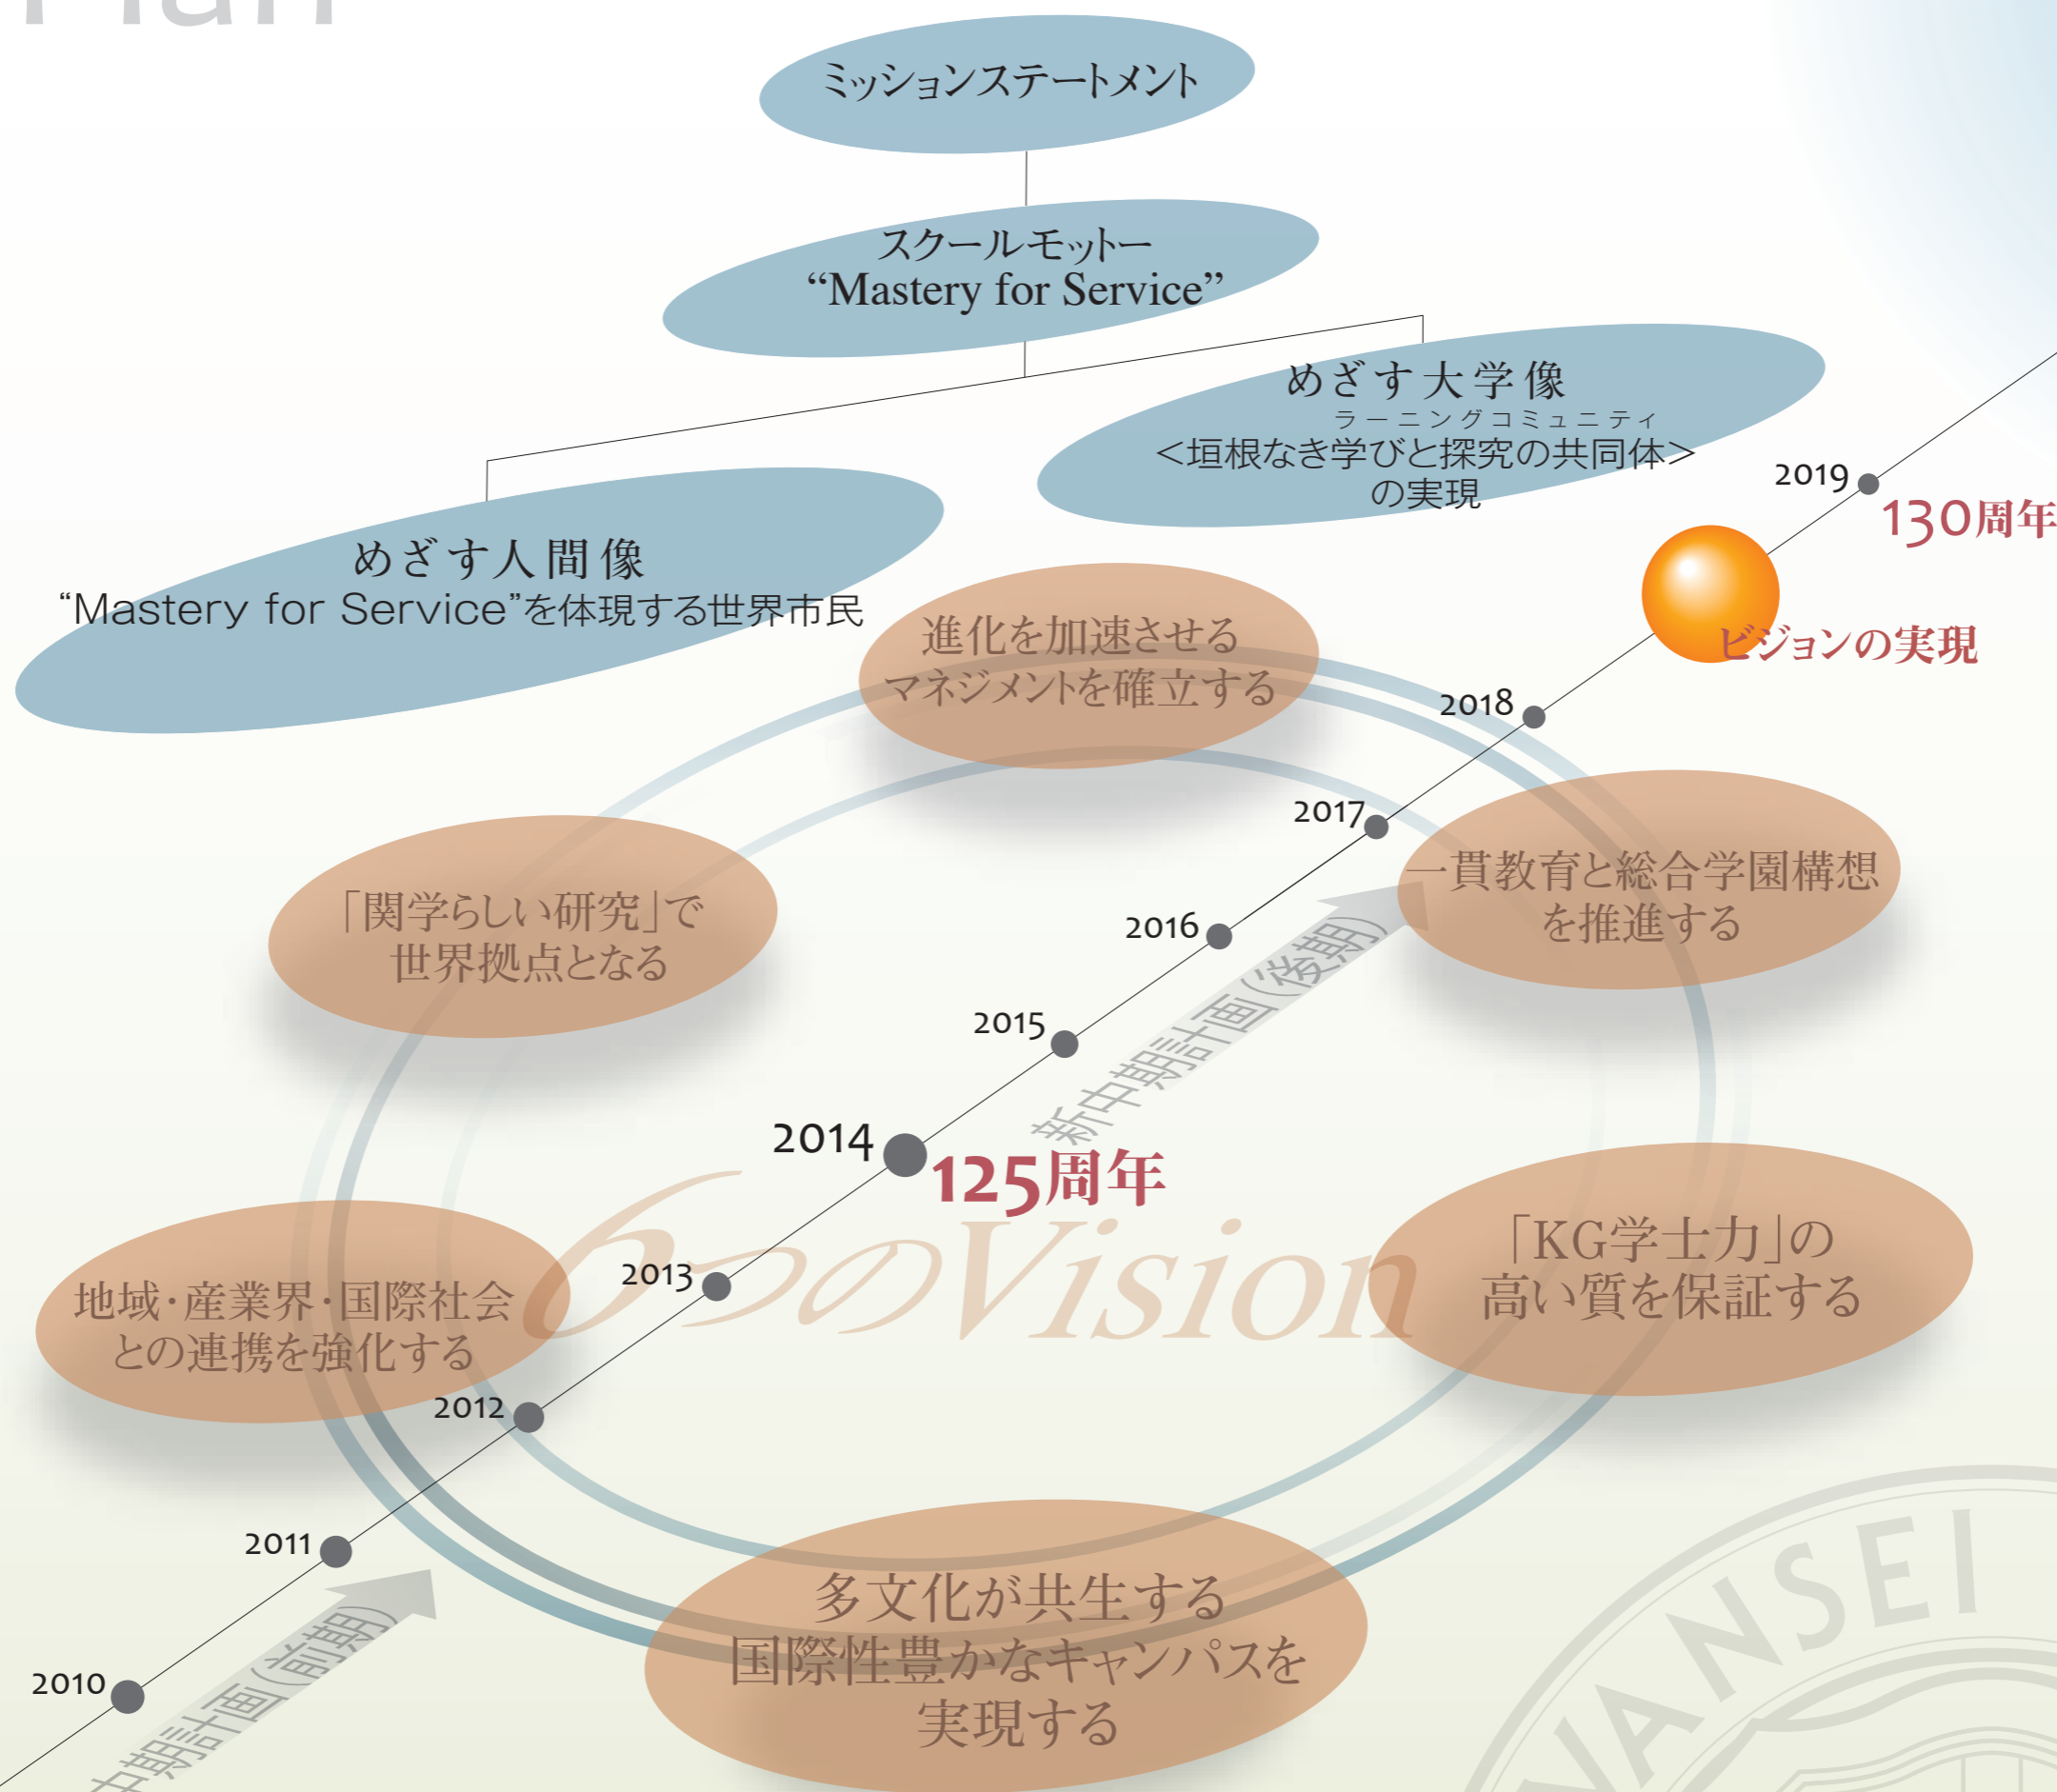 Plan
ミッションステートメント
スクールモットー
“Mastery for Service”
めざす大学像
ラーニングコミュニティ
＜垣根なき学びと探究の共同体＞
の実現
めざす人間像
“Mastery for Service”を体現する世界市民
2019
130周年
ビジョンの実現
進化を加速させる
マネジメントを確立する
2018
2017
一貫教育と総合学園構想
を推進する
「関学らしい研究」で
世界拠点となる
2016
新中期計画(後期)
2015
2014
125周年
6つのVision
「KG学士力」の
高い質を保証する
地域・産業界・国際社会
との連携を強化する
2013
2012
2011
多文化が共生する
国際性豊かなキャンパスを
実現する
2010
中期計画(前期)
WANSEI